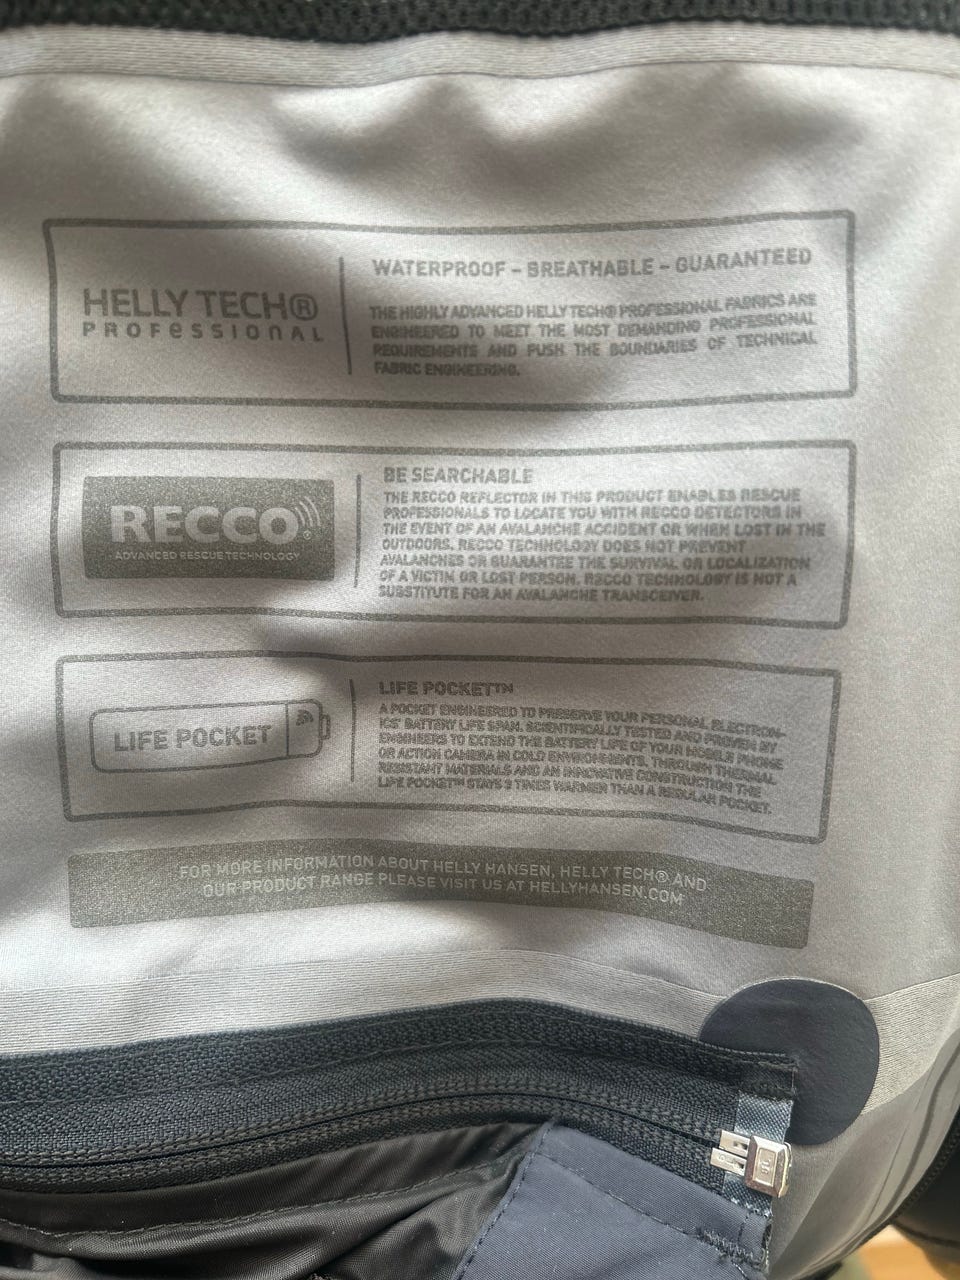 HELLY TECH®
PROFESSIONAL
WATERPROOF – BREATHABLE – GUARANTEED
THE HIGHLY ADVANCED HELLY TECH® PROFESSIONAL FABRICS ARE
ENGINEERED TO MEET THE MOST DEMANDING PROFESSIONAL
REQUIREMENTS AND PUSH THE BOUNDARIES OF TECHNICAL
FABRIC ENGINEERING.
RECCO®
ADVANCED RESCUE TECHNOLOGY
BE SEARCHABLE
THE RECCO REFLECTOR IN THIS PRODUCT ENABLES RESCUE
PROFESSIONALS TO LOCATE YOU WITH RECCO DETECTORS IN
THE EVENT OF AN AVALANCHE ACCIDENT OR WHEN LOST IN THE
OUTDOORS. RECCO TECHNOLOGY DOES NOT PREVENT
AVALANCHES OR GUARANTEE THE SURVIVAL OR LOCALIZATION
OF A VICTIM OR LOST PERSON. RECCO TECHNOLOGY IS NOT A
SUBSTITUTE FOR AN AVALANCHE TRANSCEIVER.
LIFE POCKET
LIFE POCKET™
A POCKET ENGINEERED TO PRESERVE YOUR PERSONAL ELECTRON-
ICS' BATTERY LIFE SPAN. SCIENTIFICALLY TESTED AND PROVEN BY
ENGINEERS TO EXTEND THE BATTERY LIFE OF YOUR MOBILE PHONE
OR ACTION CAMERA IN COLD ENVIRONMENTS. THROUGH THERMAL
RESISTANT MATERIALS AND AN INNOVATIVE CONSTRUCTION THE
LIFE POCKET™ STAYS 3 TIMES WARMER THAN A REGULAR POCKET.
FOR MORE INFORMATION ABOUT HELLY HANSEN, HELLY TECH® AND
OUR PRODUCT RANGE PLEASE VISIT US AT HELLYHANSEN.COM